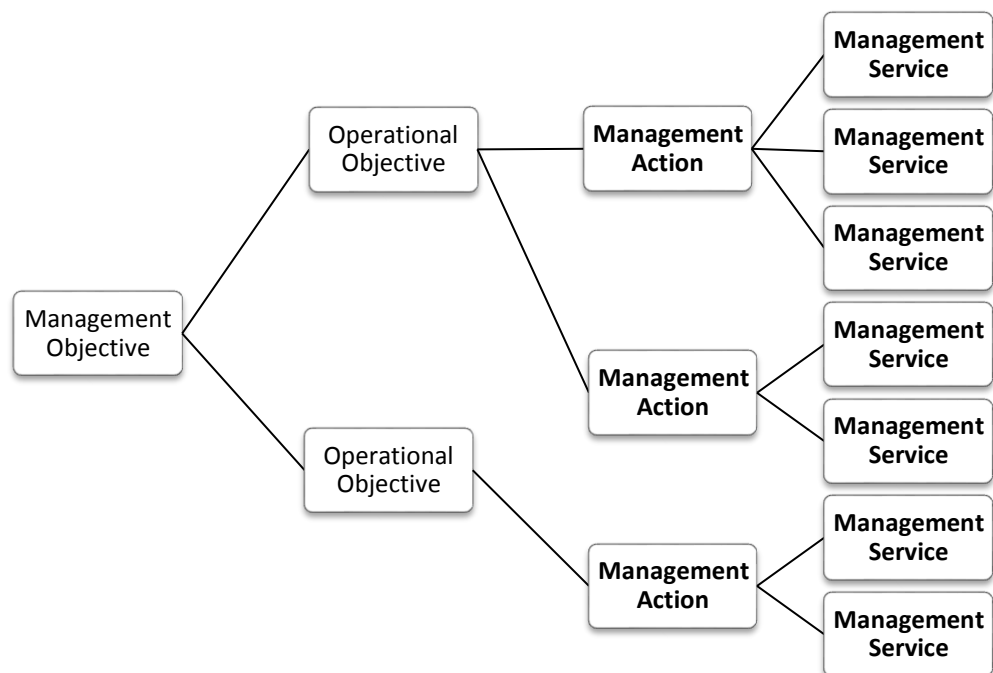 Management
Service
Operational
Objective
Management
Action
Management
Service
Management
Service
Management
Objective
Management
Service
Management
Action
Management
Service
Operational
Objective
Management
Service
Management
Action
Management
Service